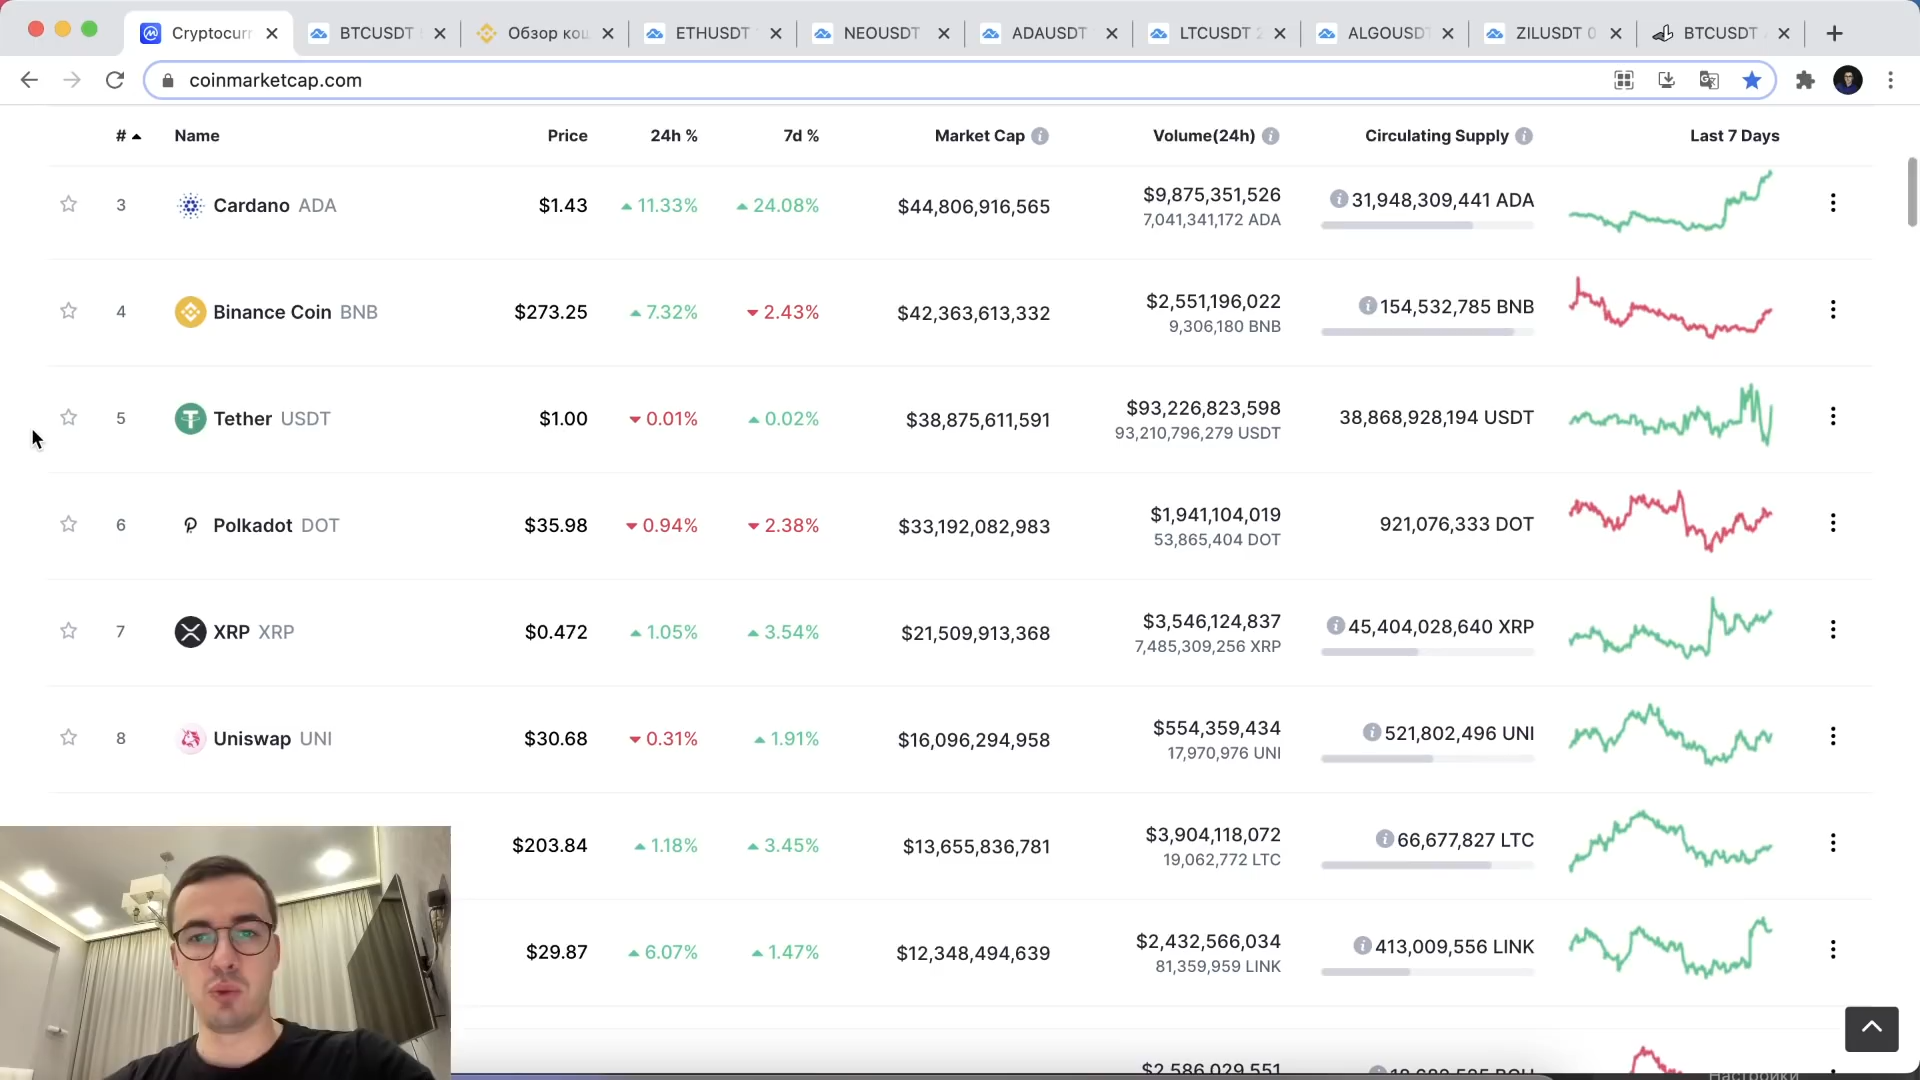 Cryptocurr
BTCUSDT
Обзор кош
ETHUSDT
NEOUSDT
ADAUSDT
LTCUSDT 2
ALGOUSDT
ZILUSDT 0
BTCUSDT
coinmarketcap.com
# Name Price 24h % 7d % Market Cap Volume(24h) Circulating Supply Last 7 Days
3 Cardano ADA $1.43 11.33% 24.08% $44,806,916,565 $9,875,351,526 31,948,309,441 ADA
7,041,341,172 ADA
4 Binance Coin BNB $273.25 7.32% 2.43% $42,363,613,332 $2,551,196,022 154,532,785 BNB
9,306,180 BNB
5 Tether USDT $1.00 0.01% 0.02% $38,875,611,591 $93,226,823,598 38,868,928,194 USDT
93,210,796,279 USDT
6 Polkadot DOT $35.98 0.94% 2.38% $33,192,082,983 $1,941,104,019 921,076,333 DOT
53,865,404 DOT
7 XRP XRP $0.472 1.05% 3.54% $21,509,913,368 $3,546,124,837 45,404,028,640 XRP
7,485,309,256 XRP
8 Uniswap UNI $30.68 0.31% 1.91% $16,096,294,958 $554,359,434 521,802,496 UNI
17,970,976 UNI
$203.84 1.18% 3.45% $13,655,836,781 $3,904,118,072 66,677,827 LTC
19,062,772 LTC
$29.87 6.07% 1.47% $12,348,494,639 $2,432,566,034 413,009,556 LINK
81,359,959 LINK
$2,586,029,551